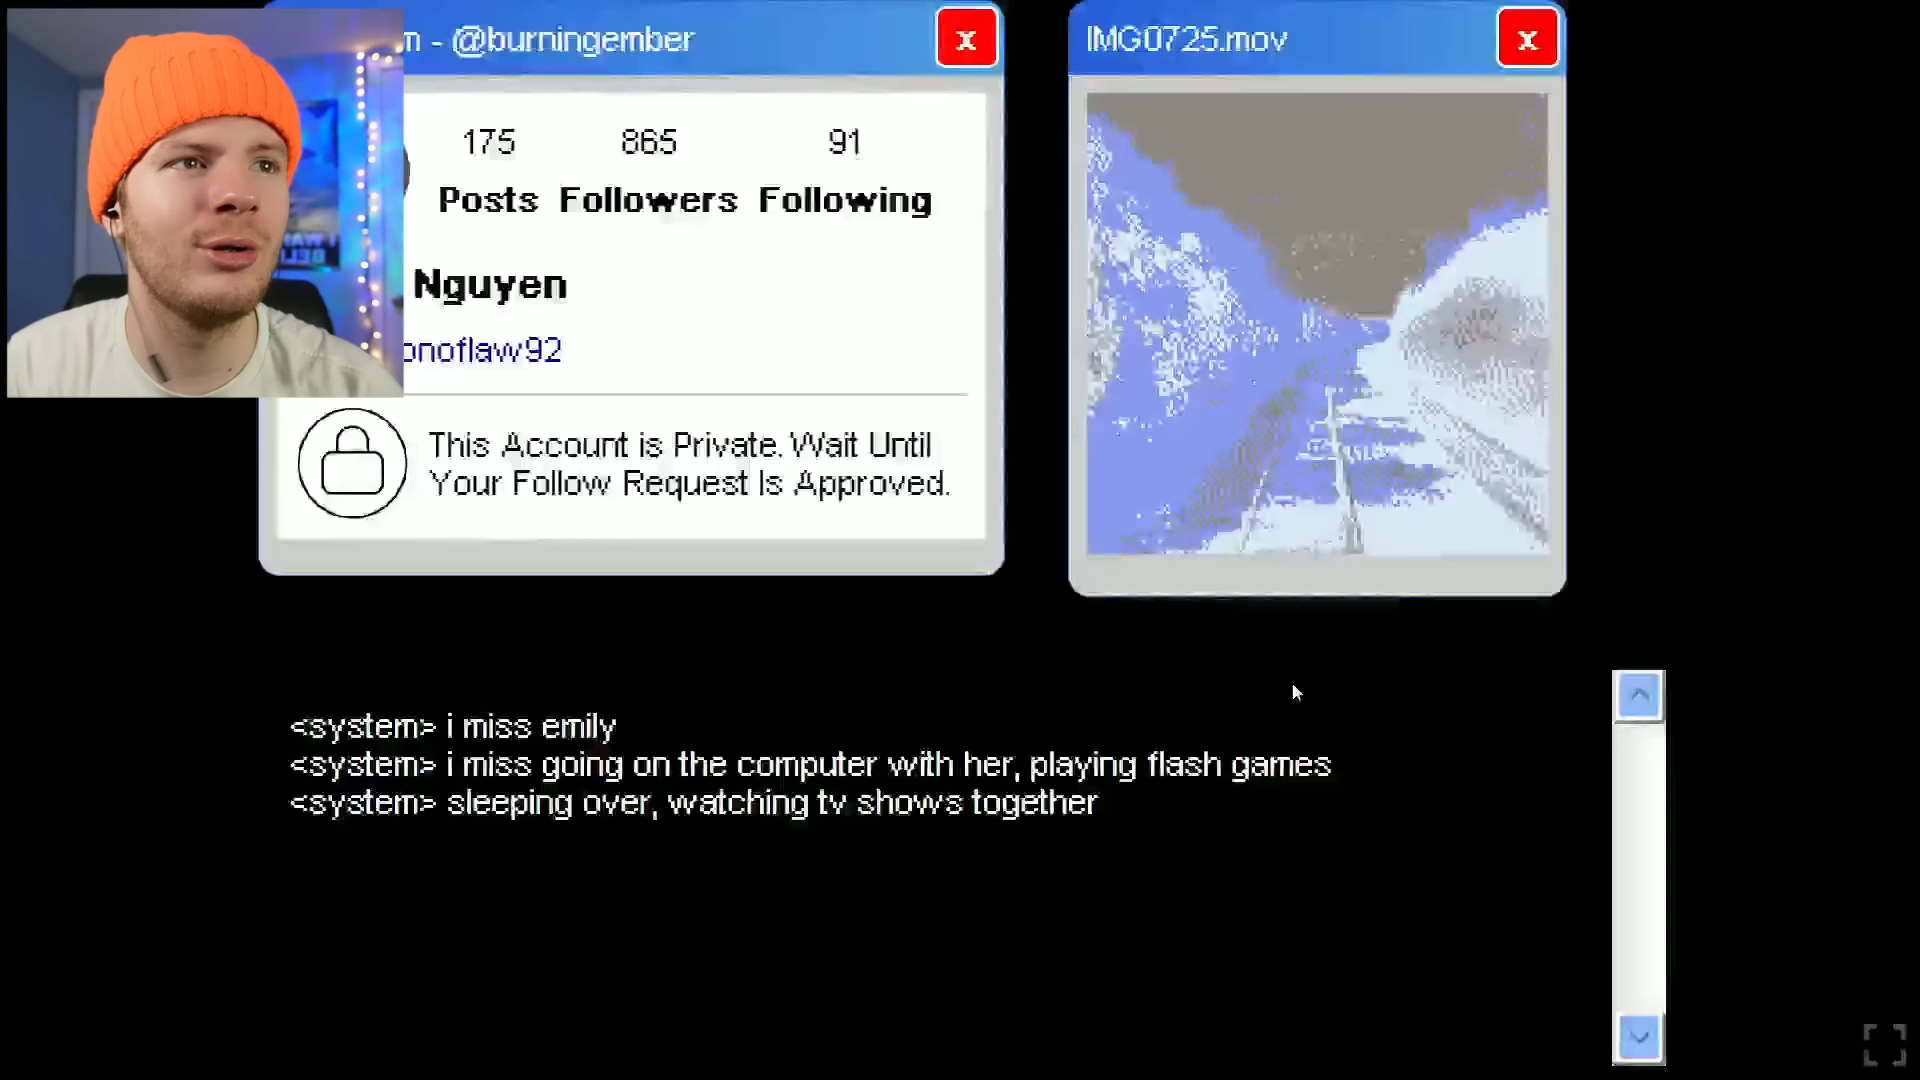 n - @burningember
x
IMG0725.mov
x
175
865
91
Posts
Followers
Following
Nguyen
onoflaw92
This Account is Private. Wait Until
Your Follow Request Is Approved.
<system> i miss emily
<system> i miss going on the computer with her, playing flash games
<system> sleeping over, watching tv shows together